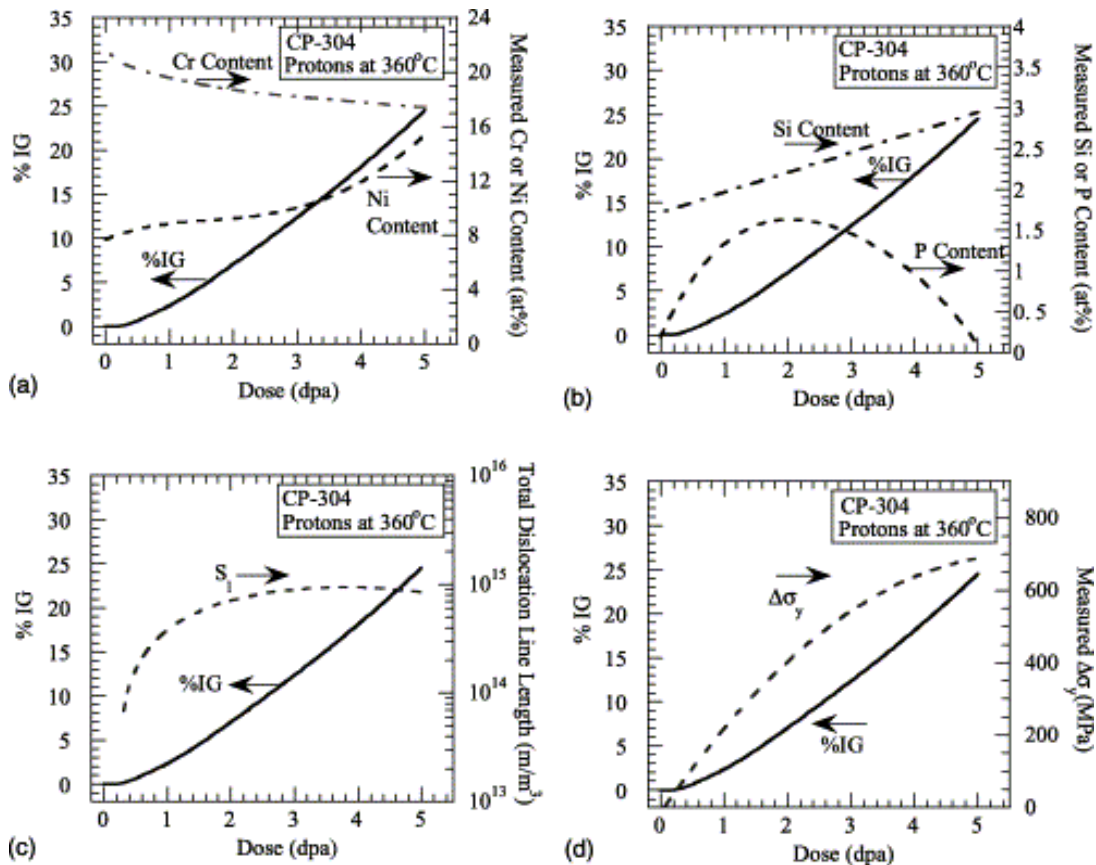 35
30
25
20
15
10
5
0
% IG
CP-304
Protons at 360°C
Cr Content
Ni
Content
%IG
24
20
16
12
8
4
0
Measured Cr or Ni Content (at%)
0 1 2 3 4 5
Dose (dpa)
(a)
35
30
25
20
15
10
5
0
% IG
CP-304
Protons at 360°C
Si Content
%IG
P Content
4
3.5
3
2.5
2
1.5
1
0.5
0
Measured Si or P Content (at%)
0 1 2 3 4 5
Dose (dpa)
(b)
35
30
25
20
15
10
5
0
% IG
CP-304
Protons at 360°C
S₁
%IG
10¹⁶
10¹⁵
10¹⁴
10¹³
Total Dislocation Line Length (m/m³)
0 1 2 3 4 5
Dose (dpa)
(c)
35
30
25
20
15
10
5
0
% IG
CP-304
Protons at 360°C
Δσy
%IG
800
600
400
200
0
Measured Δσy (MPa)
0 1 2 3 4 5
Dose (dpa)
(d)